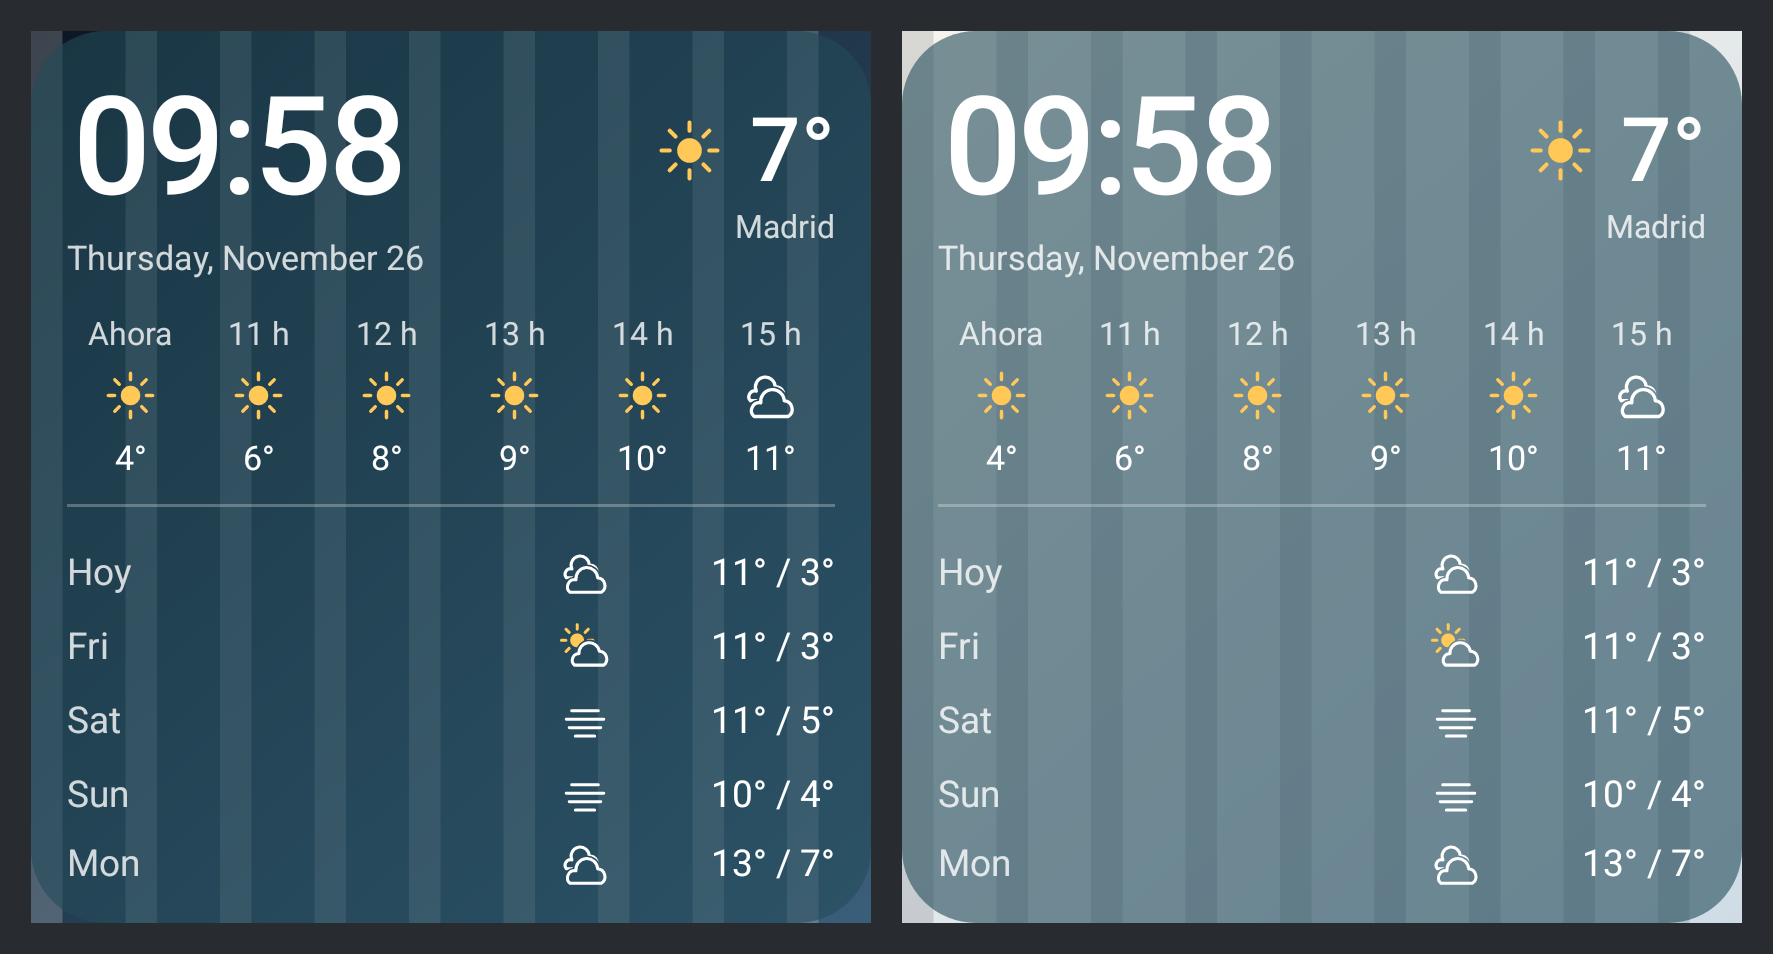 09:58
7°
Madrid
Thursday, November 26
Ahora 11 h 12 h 13 h 14 h 15 h
4° 6° 8° 9° 10° 11°
Hoy 11° / 3°
Fri 11° / 3°
Sat 11° / 5°
Sun 10° / 4°
Mon 13° / 7°
09:58
7°
Madrid
Thursday, November 26
Ahora 11 h 12 h 13 h 14 h 15 h
4° 6° 8° 9° 10° 11°
Hoy 11° / 3°
Fri 11° / 3°
Sat 11° / 5°
Sun 10° / 4°
Mon 13° / 7°